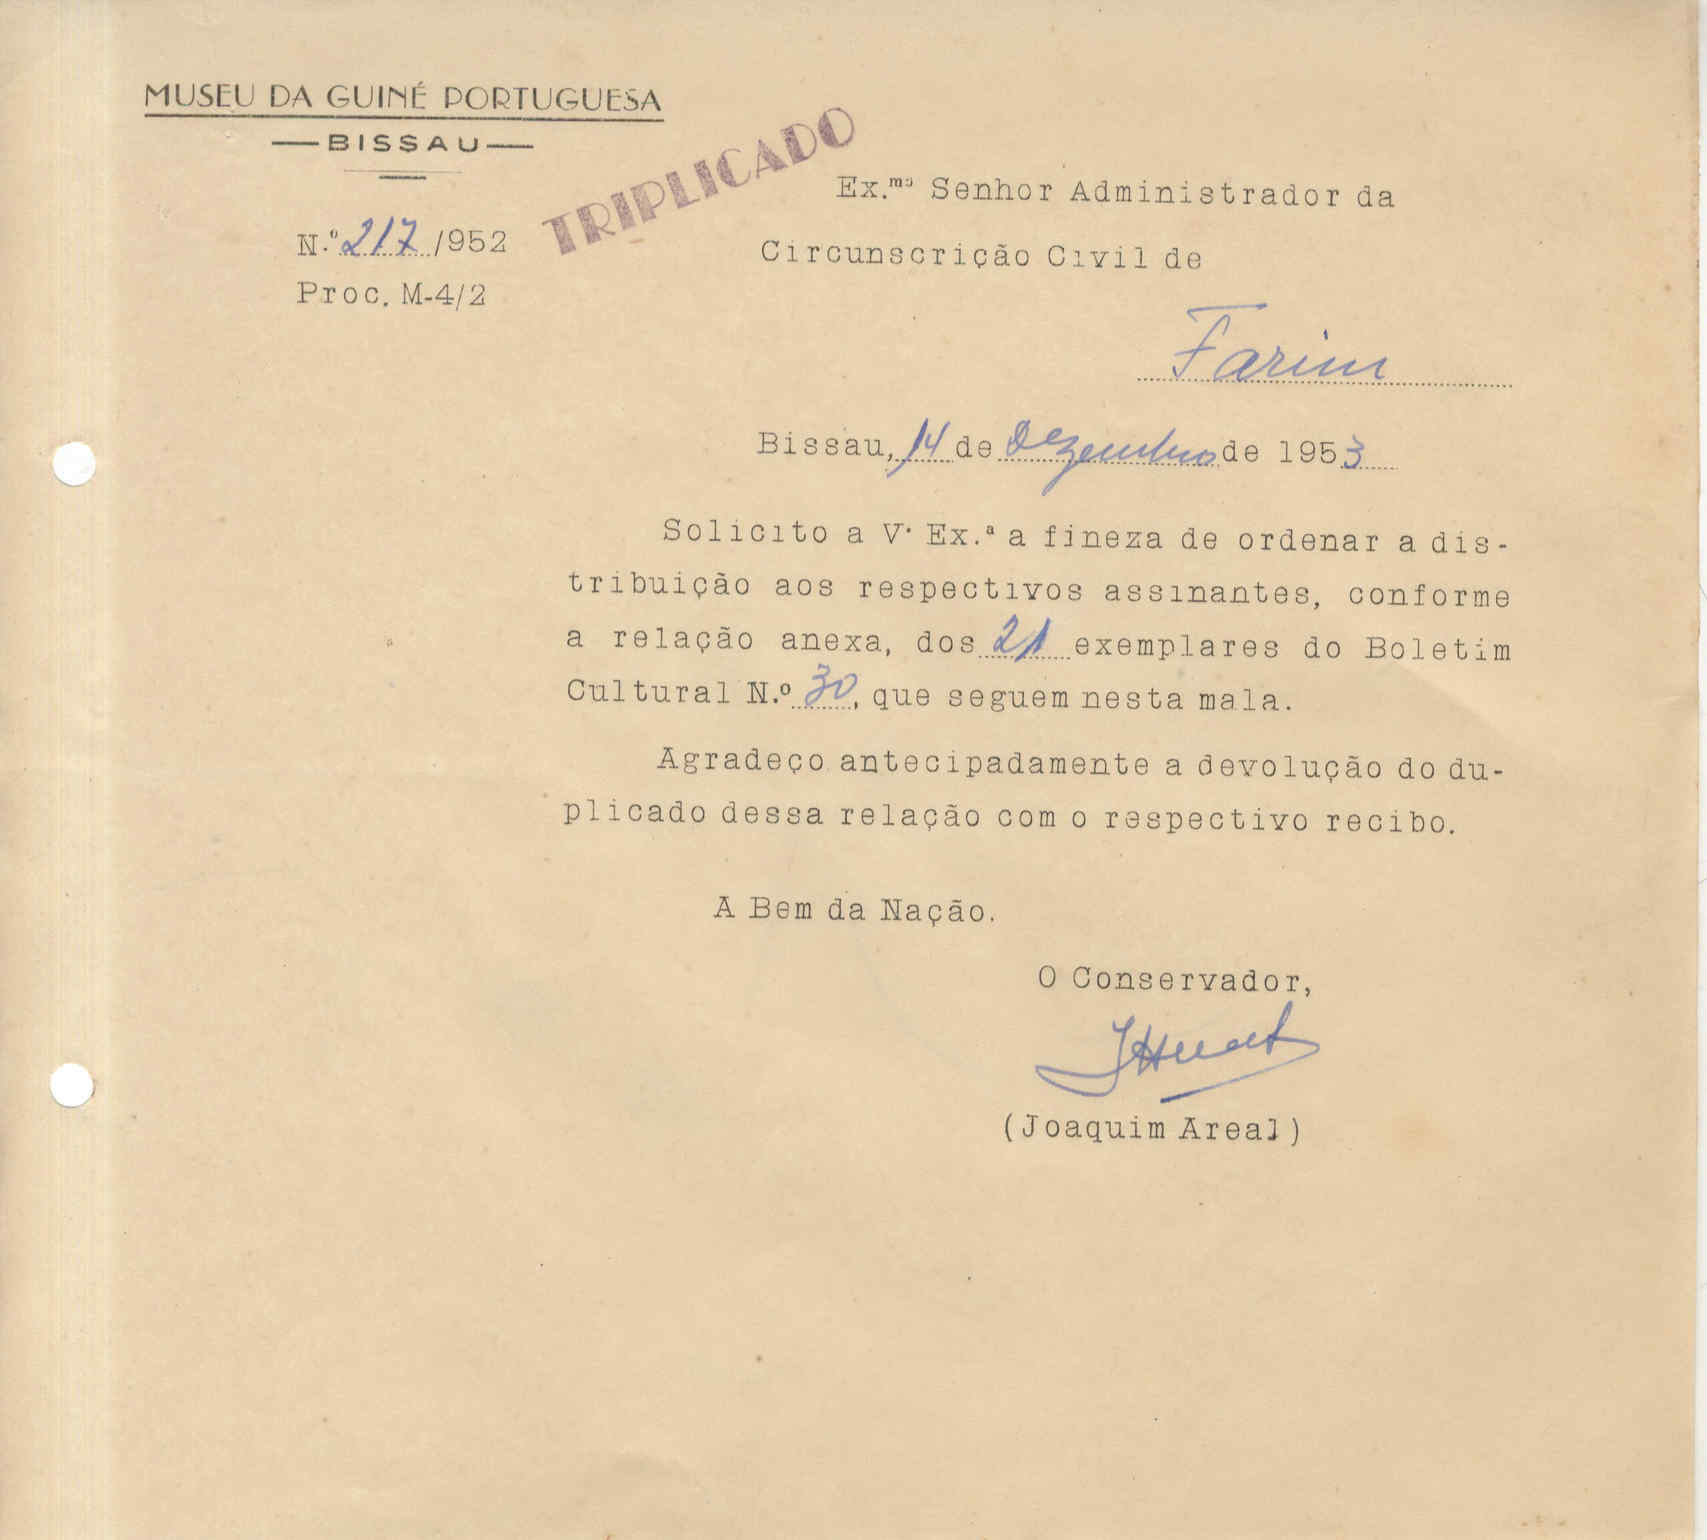 MUSEU DA GUINÉ PORTUGUESA
BISSAU
TRIPLICADO
N.º 217/952
Proc. M-4/2
Ex.mo Senhor Administrador da
Circunscrição Civil de
Farim
Bissau, 14 de Dezembro de 1953
Solicito a V. Ex.ª a fineza de ordenar a dis-
tribuição aos respectivos assinantes, conforme
a relação anexa, dos 21 exemplares do Boletim
Cultural N.º 30, que seguem nesta mala.
Agradeço antecipadamente a devolução do du-
plicado dessa relação com o respectivo recibo.
A Bem da Nação.
O Conservador,
(Joaquim Areal)